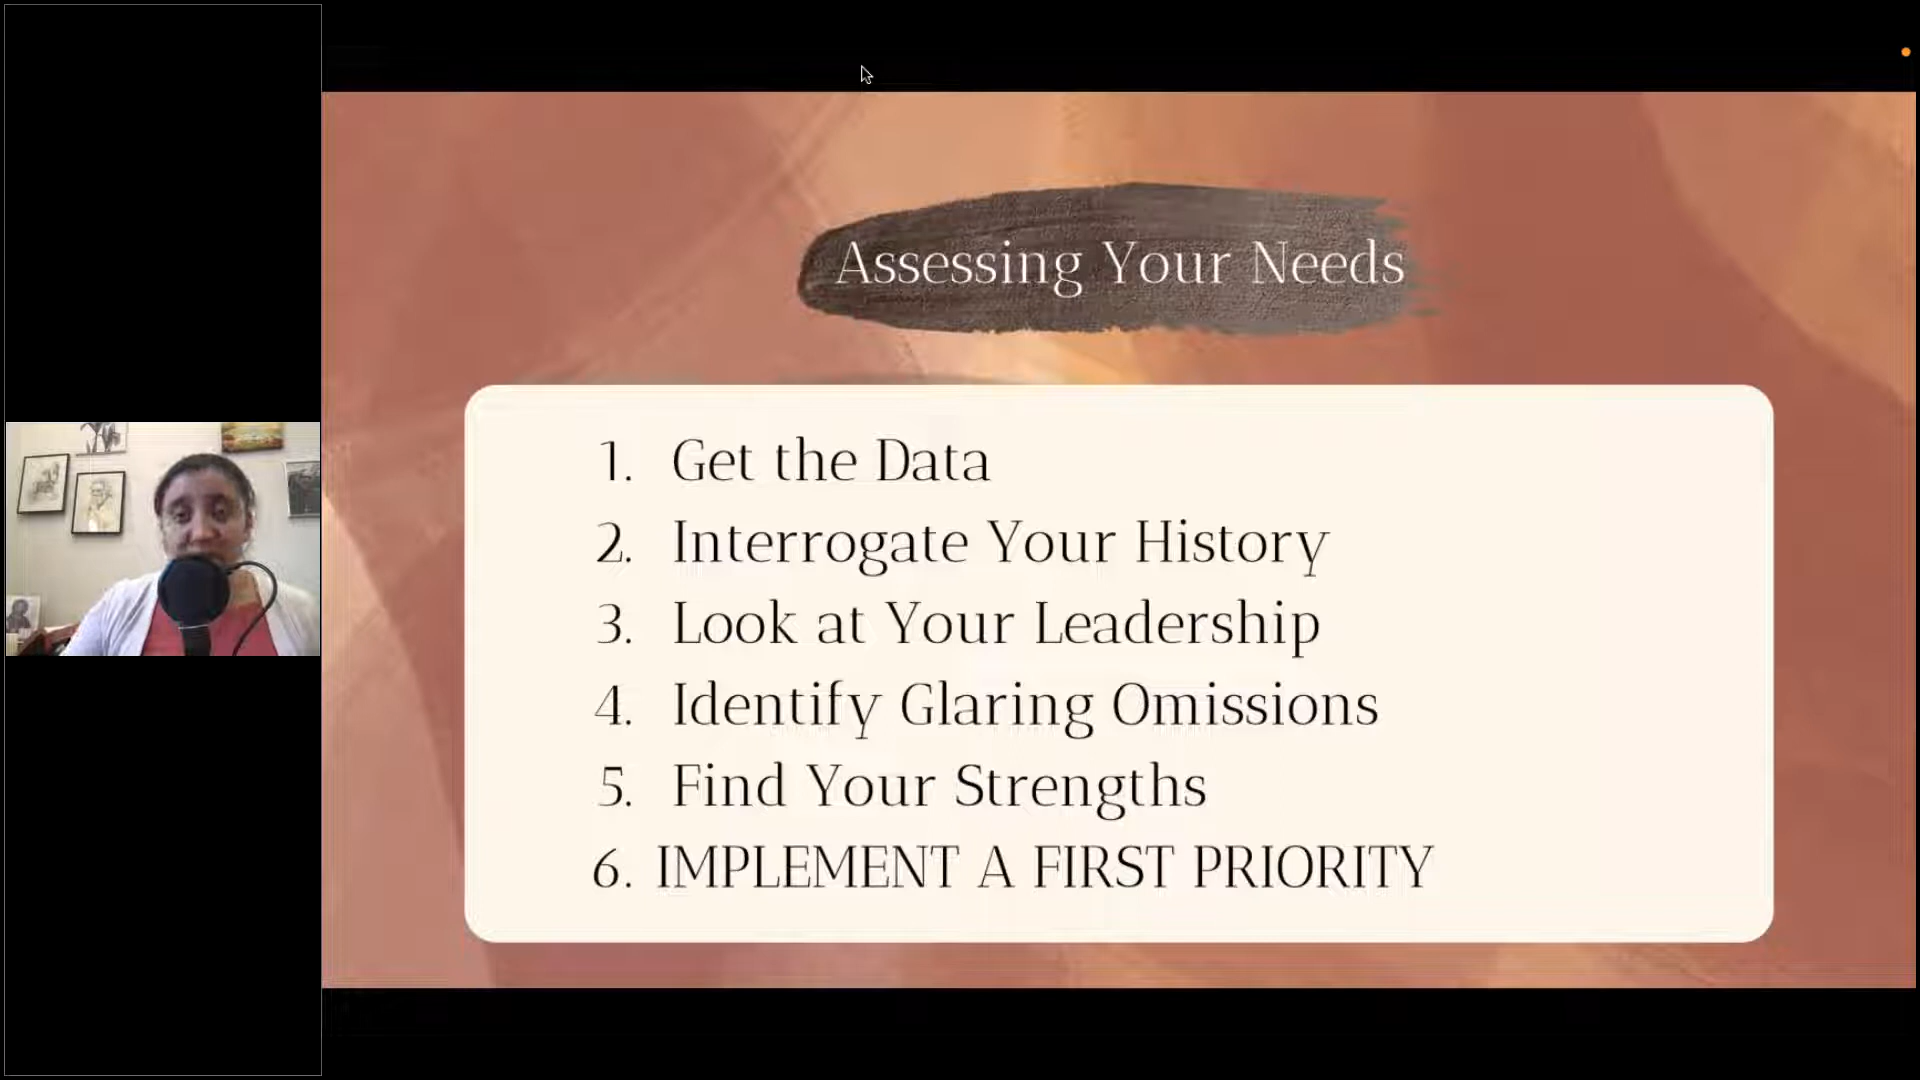 Assessing Your Needs
1. Get the Data
2. Interrogate Your History
3. Look at Your Leadership
4. Identify Glaring Omissions
5. Find Your Strengths
6. IMPLEMENT A FIRST PRIORITY